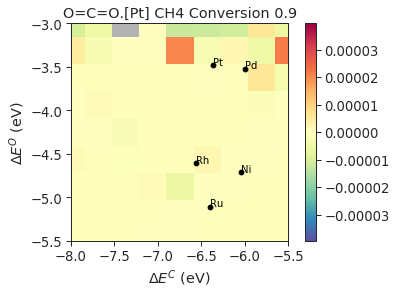 O=C=O.[Pt] CH4 Conversion 0.9
−3.0
−3.5
−4.0
−4.5
−5.0
−5.5
ΔE^O (eV)
Pt
Pd
Rh
Ni
Ru
−8.0 −7.5 −7.0 −6.5 −6.0 −5.5
ΔE^C (eV)
0.00003
0.00002
0.00001
0.00000
−0.00001
−0.00002
−0.00003